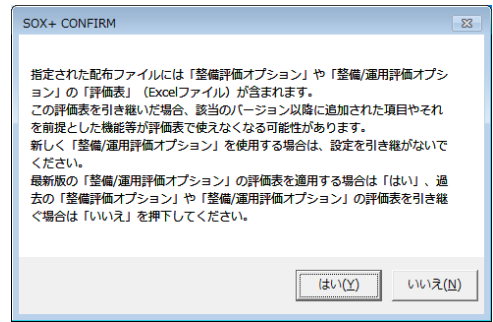 SOX+ CONFIRM
指定された配布ファイルには「整備評価オプション」や「整備/運用評価オプシ
ョン」の「評価表」（Excelファイル）が含まれます。
この評価表を引き継いだ場合、該当のバージョン以降に追加された項目やそれ
を前提とした機能等が評価表で使えなくなる可能性があります。
新しく「整備/運用評価オプション」を使用する場合は、設定を引き継がないで
ください。
最新版の「整備/運用評価オプション」の評価表を適用する場合は「はい」、過
去の「整備評価オプション」や「整備/運用評価オプション」の評価表を引き継
ぐ場合は「いいえ」を押下してください。
はい(Y)
いいえ(N)